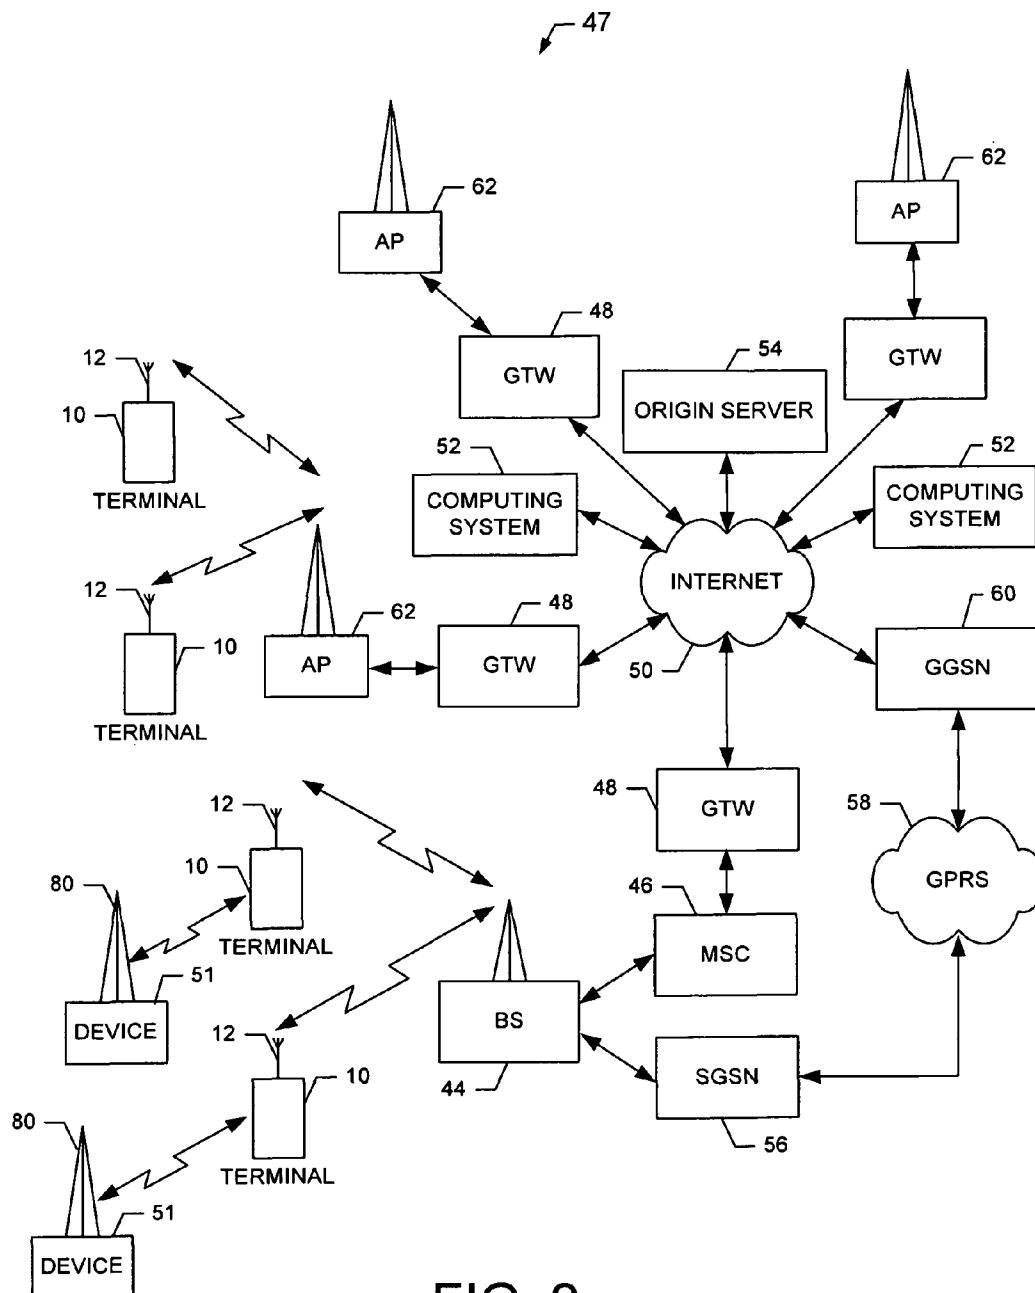 47
62
AP
62
AP
48
GTW
54
ORIGIN SERVER
GTW
12
10
TERMINAL
52
COMPUTING
SYSTEM
52
COMPUTING
SYSTEM
INTERNET
50
12
10
TERMINAL
62
AP
48
GTW
60
GGSN
48
GTW
58
GPRS
12
10
TERMINAL
80
51
DEVICE
46
MSC
BS
44
SGSN
56
12
10
TERMINAL
80
51
DEVICE